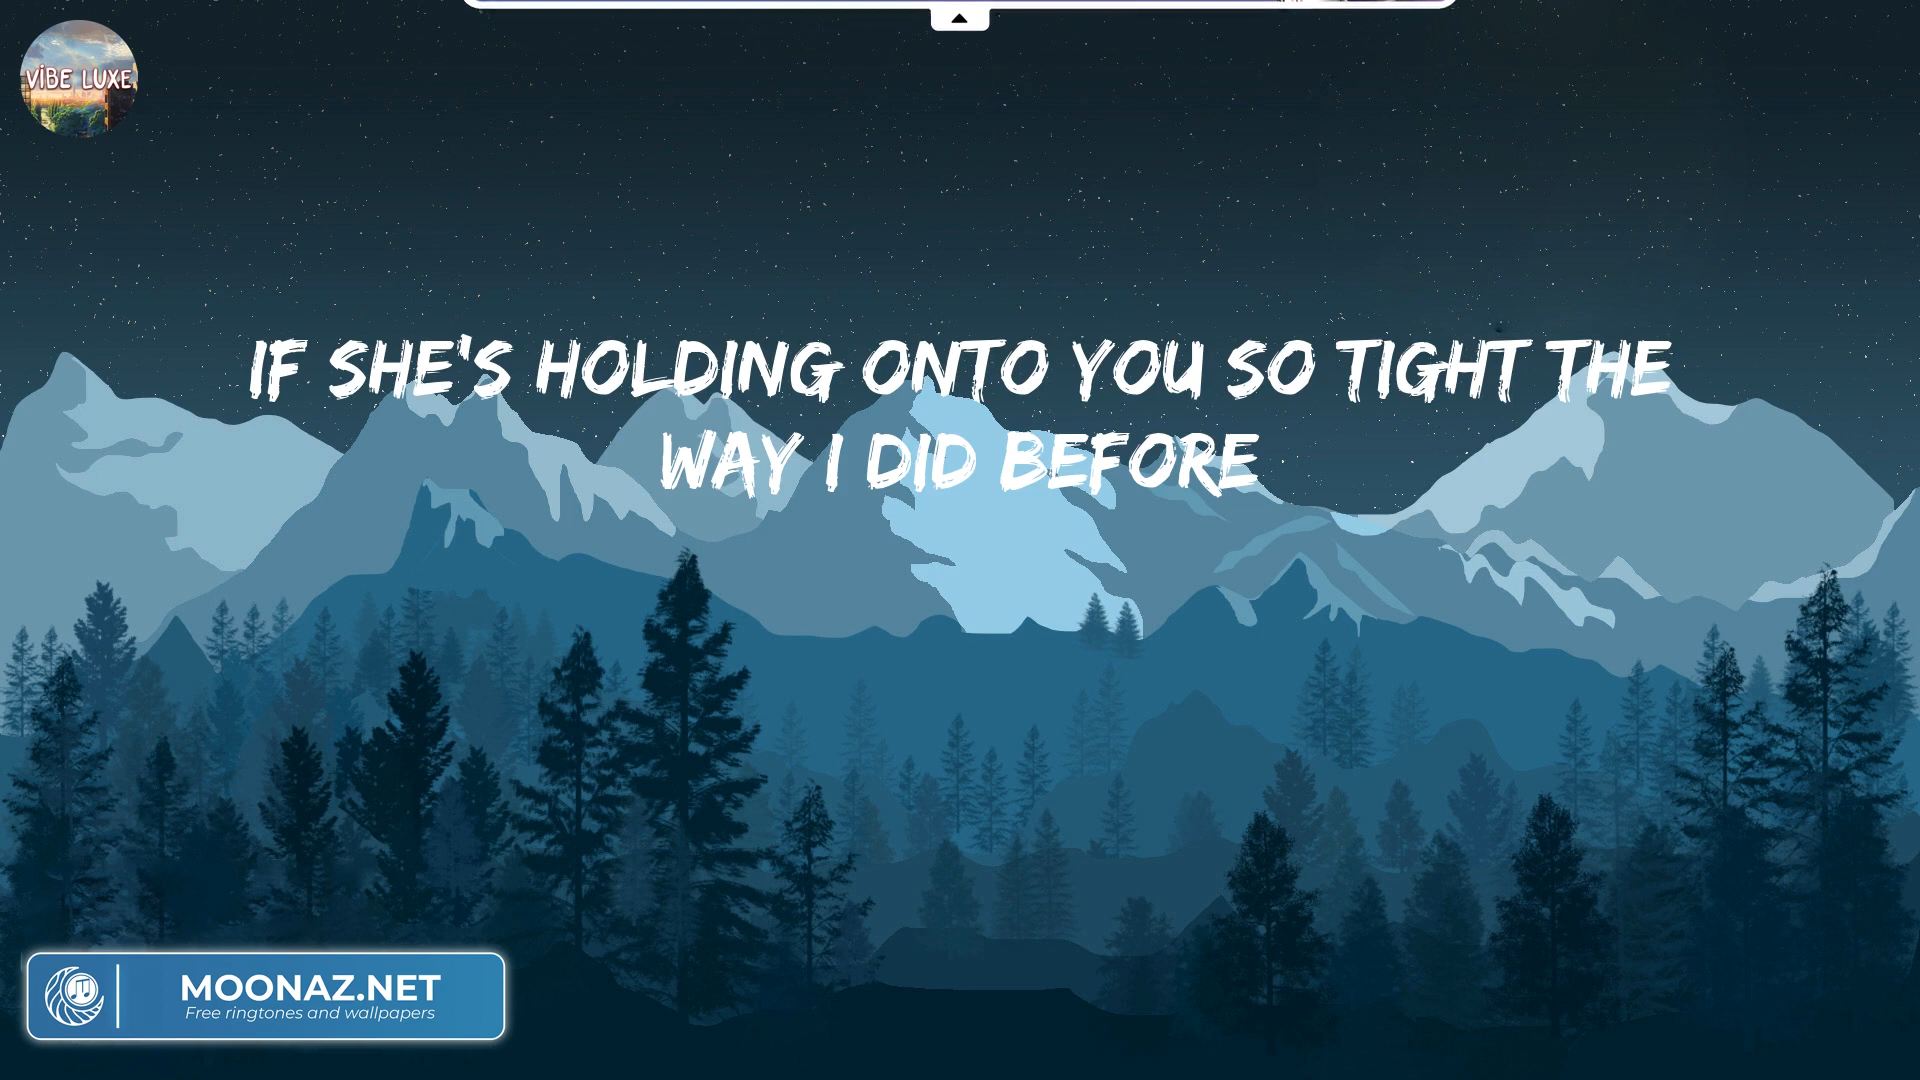 VIBE LUXE
IF SHE'S HOLDING ONTO YOU SO TIGHT THE
WAY I DID BEFORE
MOONAZ.NET
Free ringtones and wallpapers